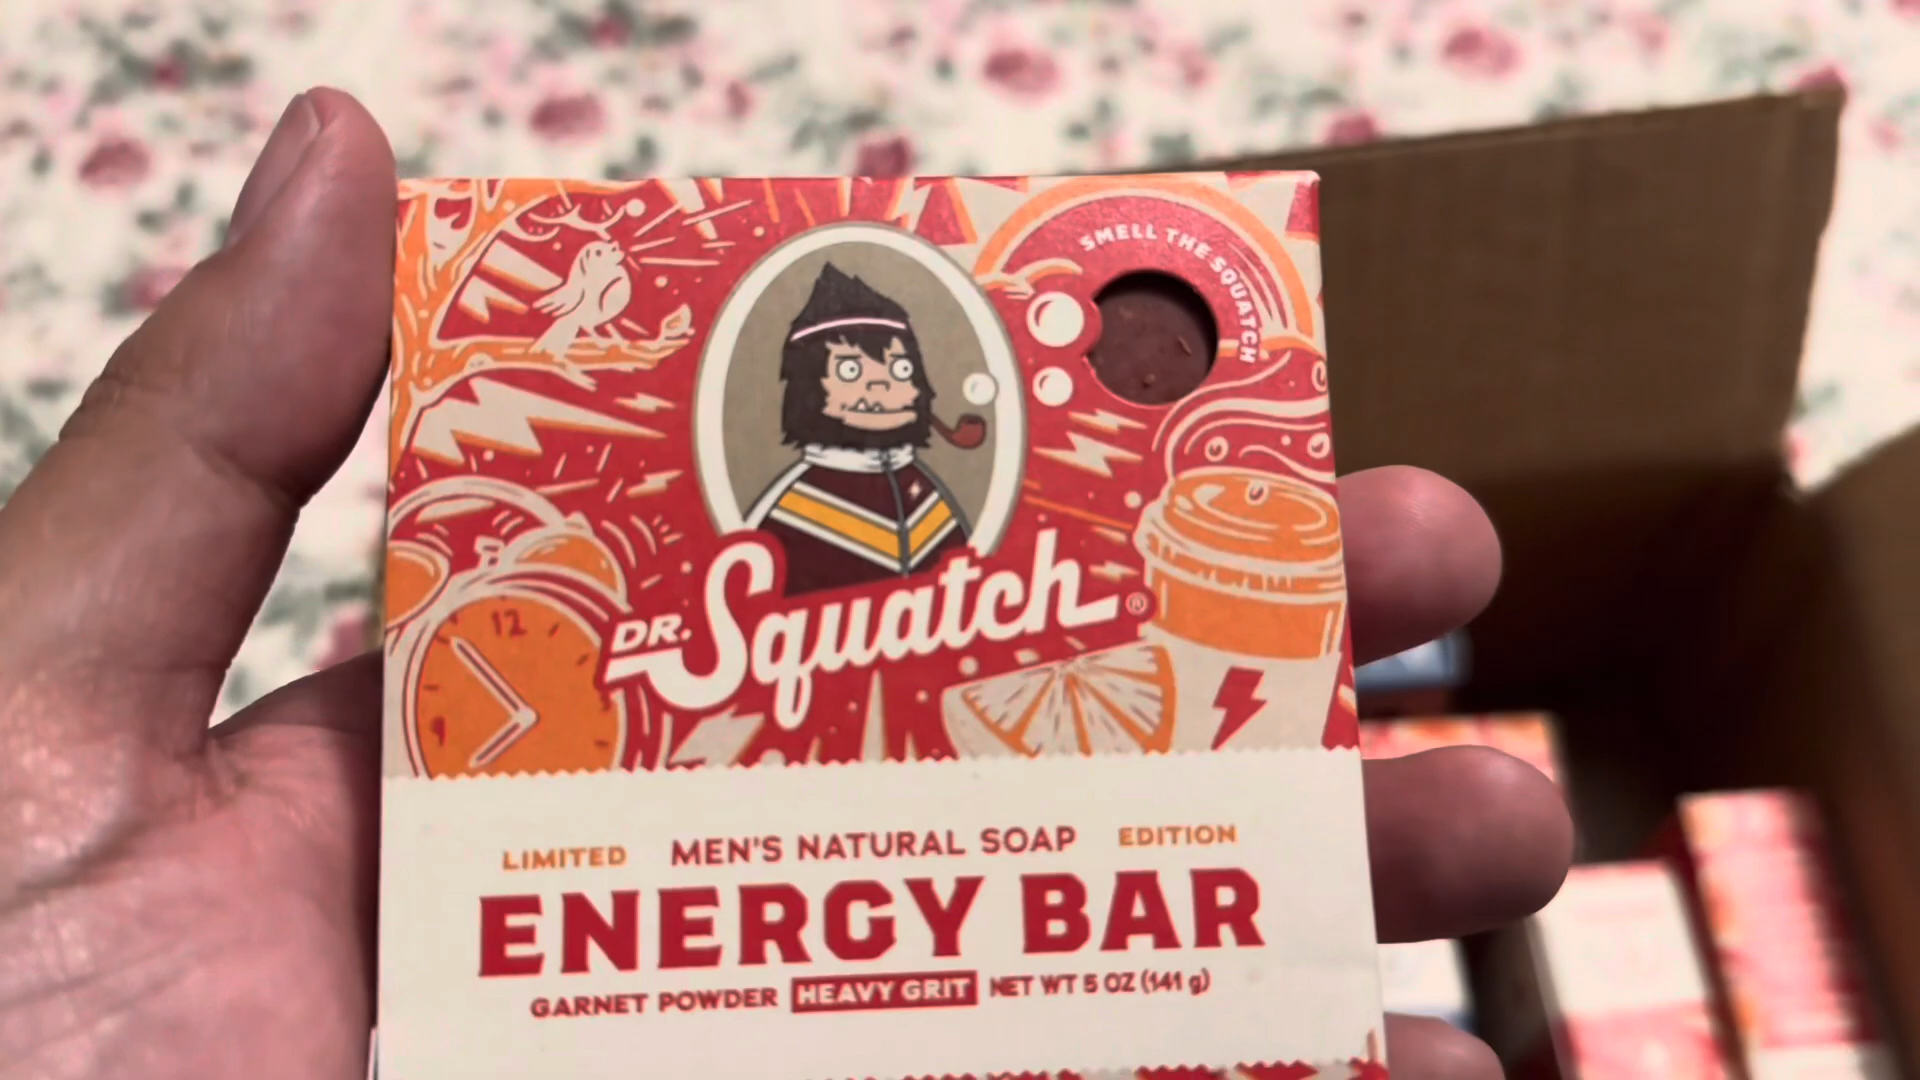 SMELL THE SQUATCH
12
9
DR. Squatch®
LIMITED MEN'S NATURAL SOAP EDITION
ENERGY BAR
GARNET POWDER HEAVY GRIT NET WT 5 OZ (141 g)